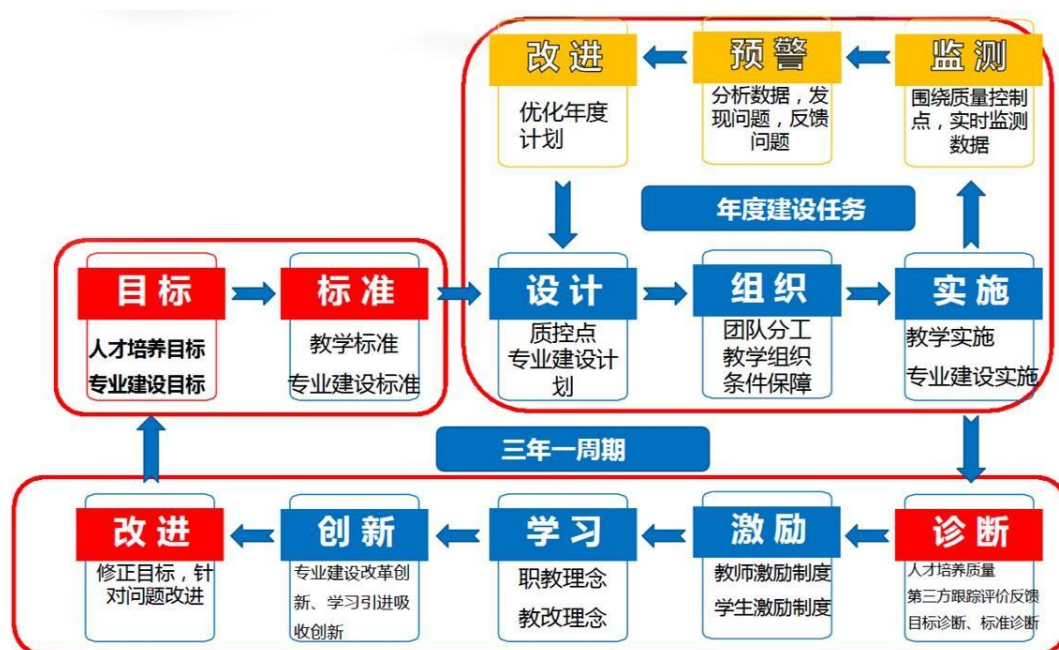 改进
预警
监测
优化年度
计划
分析数据，发
现问题，反馈
问题
围绕质量控制
点，实时监测
数据
年度建设任务
目标
标准
设计
组织
实施
人才培养目标
专业建设目标
教学标准
专业建设标准
质控点
专业建设计
划
团队分工
教学组织
条件保障
教学实施
专业建设实施
三年一周期
改进
创新
学习
激励
诊断
修正目标，针
对问题改进
专业建设改革创
新、学习引进吸
收创新
职教理念
教改理念
教师激励制度
学生激励制度
人才培养质量
第三方跟踪评价反馈
目标诊断、标准诊断